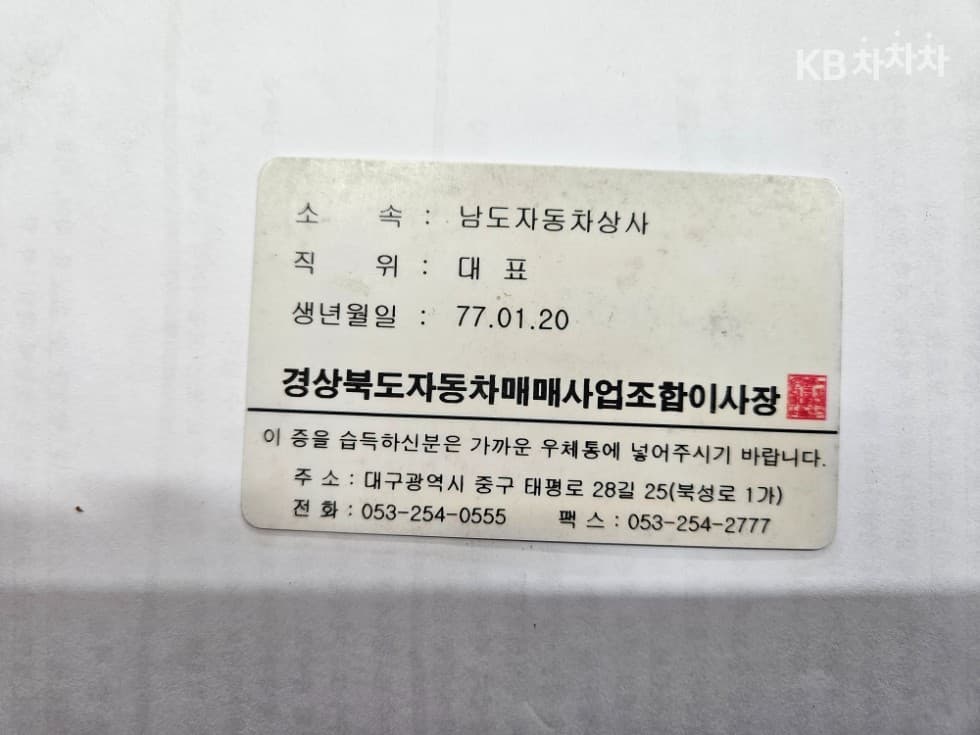 KB차차차
소 속 : 남도자동차상사
직 위 : 대 표
생년월일 : 77.01.20
경상북도자동차매매사업조합이사장
이 증을 습득하신분은 가까운 우체통에 넣어주시기 바랍니다.
주 소 : 대구광역시 중구 태평로 28길 25(북성로 1가)
전 화 : 053-254-0555 팩 스 : 053-254-2777